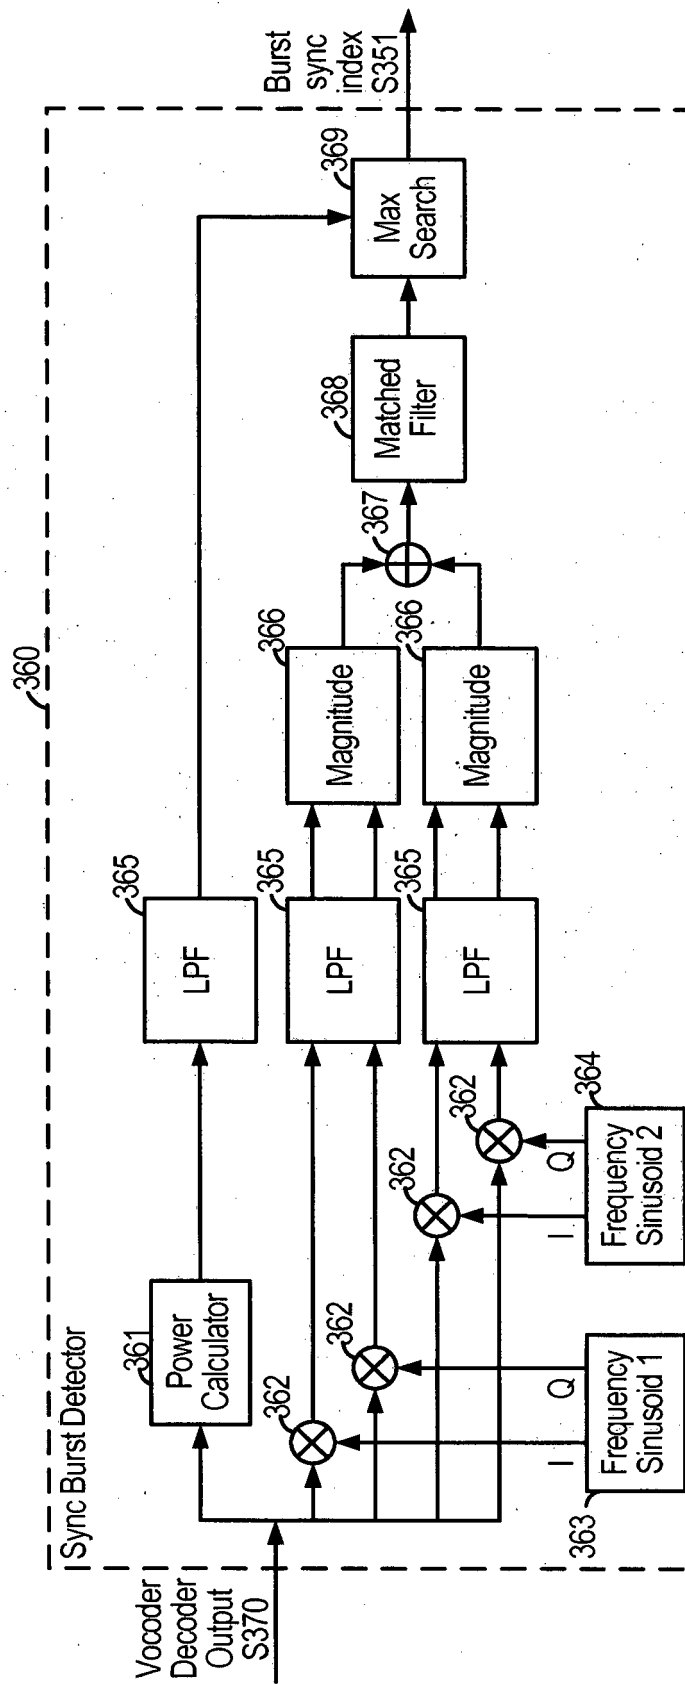 360
Sync Burst Detector
Vocoder
Decoder
Output
S370
361
Power
Calculator
365
LPF
362
362
365
LPF
366
Magnitude
362
362
365
LPF
366
Magnitude
367
368
Matched
Filter
369
Max
Search
Burst
sync
index
S351
I
Q
363
Frequency
Sinusoid 1
I
Q
364
Frequency
Sinusoid 2